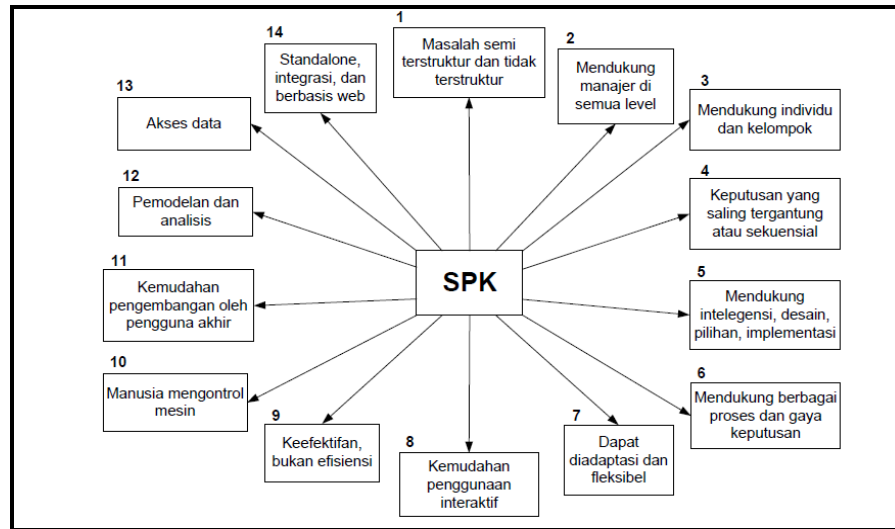 1
Masalah semi
terstruktur dan tidak
terstruktur
2
Mendukung
manajer di
semua level
3
Mendukung individu
dan kelompok
4
Keputusan yang
saling tergantung
atau sekuensial
5
Mendukung
intelegensi, desain,
pilihan, implementasi
6
Mendukung berbagai
proses dan gaya
keputusan
7
Dapat
diadaptasi dan
fleksibel
8
Kemudahan
penggunaan
interaktif
9
Keefektifan,
bukan efisiensi
10
Manusia mengontrol
mesin
11
Kemudahan
pengembangan oleh
pengguna akhir
12
Pemodelan dan
analisis
13
Akses data
14
Standalone,
integrasi, dan
berbasis web
SPK